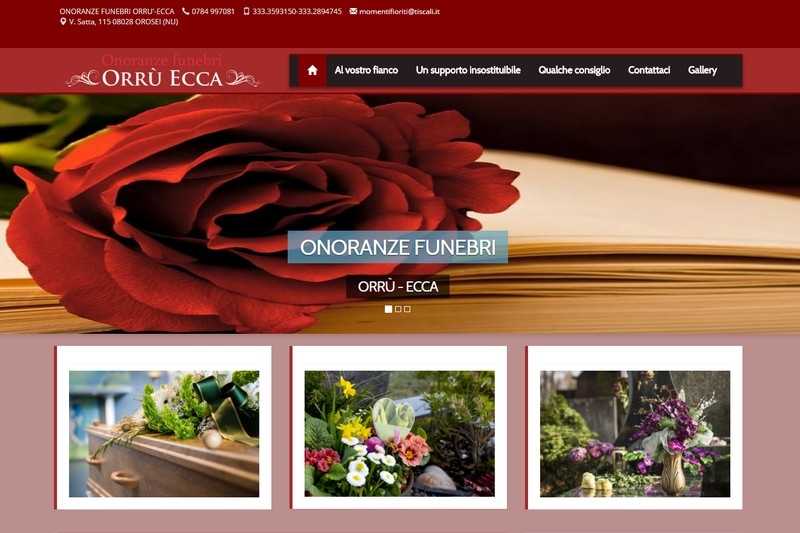 ONORANZE FUNEBRI ORRU'-ECCA 0784 997081 333.3593150-333.2894745 momentifioriti@tiscali.it
V. Satta, 115 08028 OROSEI (NU)
Onoranze funebri
ORRÙ ECCA
Al vostro fianco Un supporto insostituibile Qualche consiglio Contattaci Gallery
ONORANZE FUNEBRI
ORRÙ - ECCA